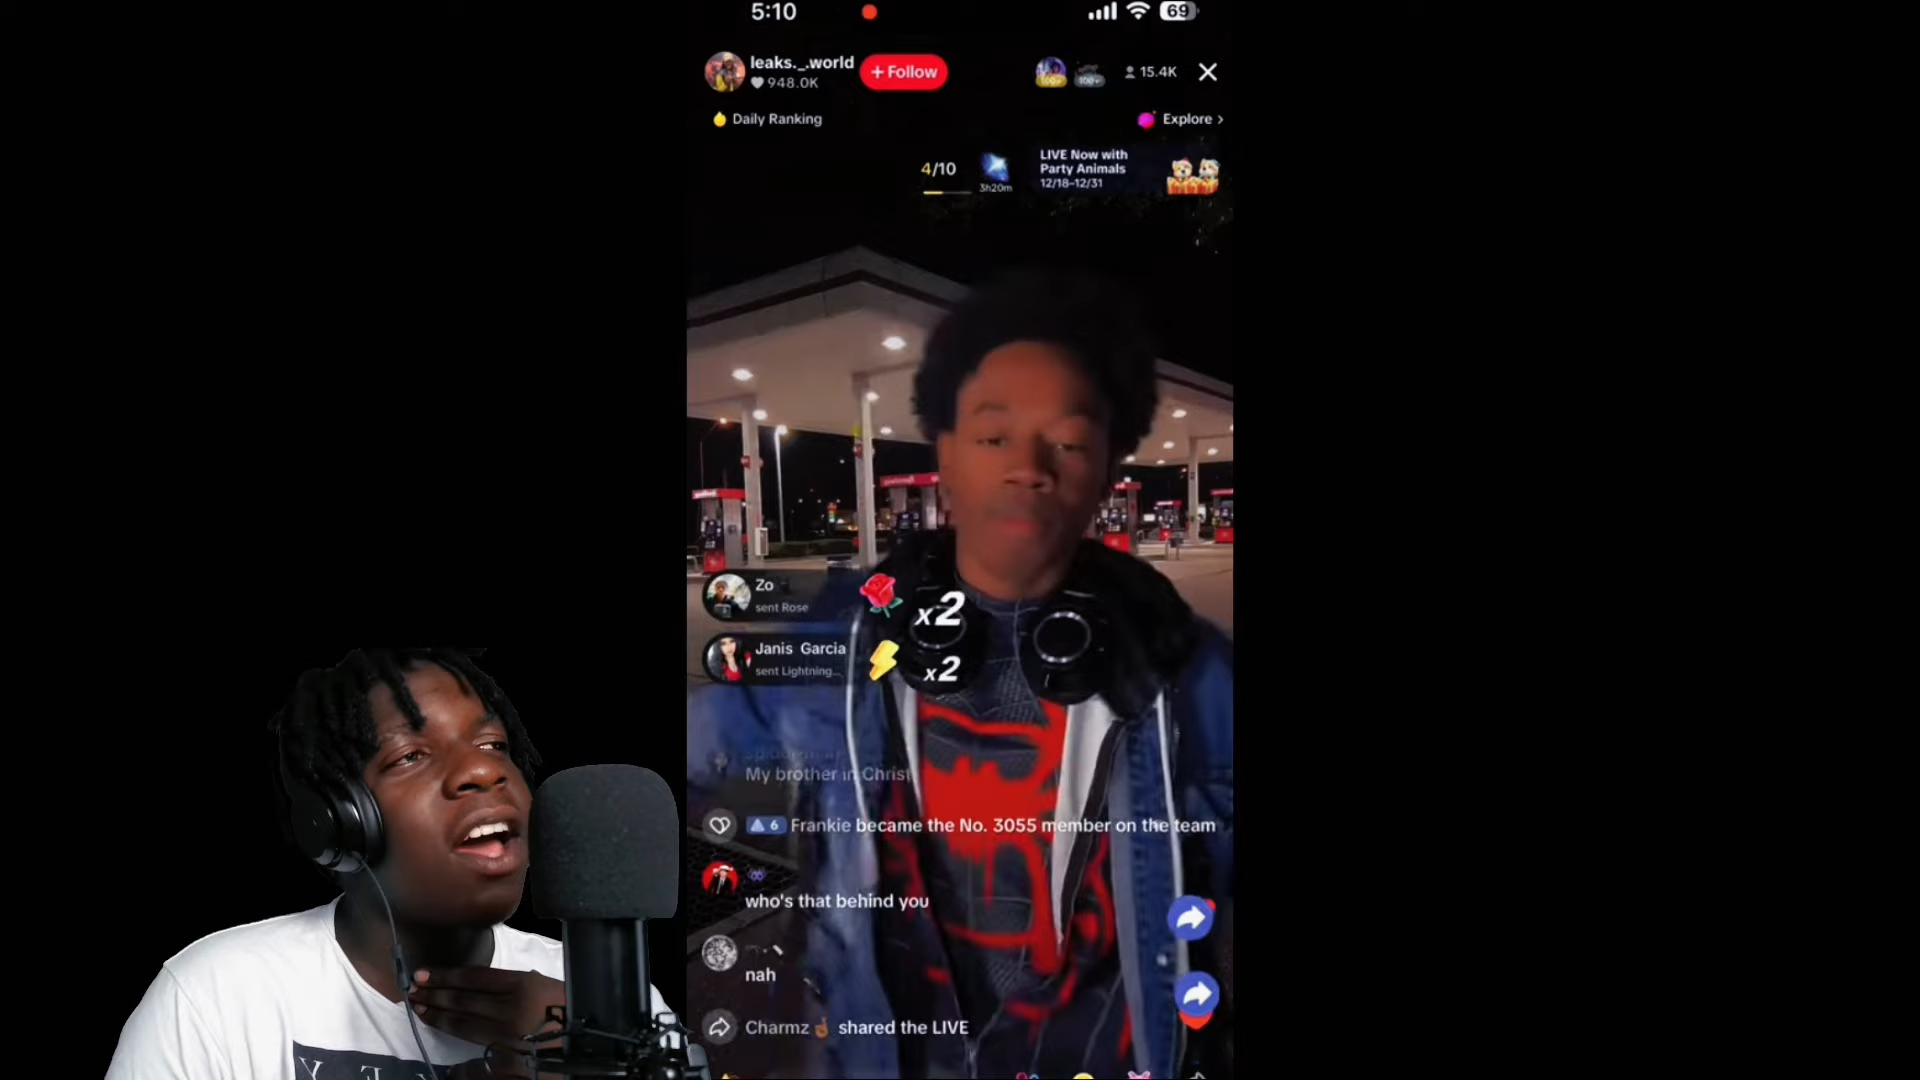 5:10
69
leaks._.world
948.0K
+ Follow
100+
100+
15.4K
Daily Ranking
Explore >
4/10
3h20m
LIVE Now with
Party Animals
12/18-12/31
Zo
sent Rose
x2
Janis Garcia
sent Lightning...
x2
My brother in Christ
6 Frankie became the No. 3055 member on the team
who's that behind you
nah
Charmz shared the LIVE